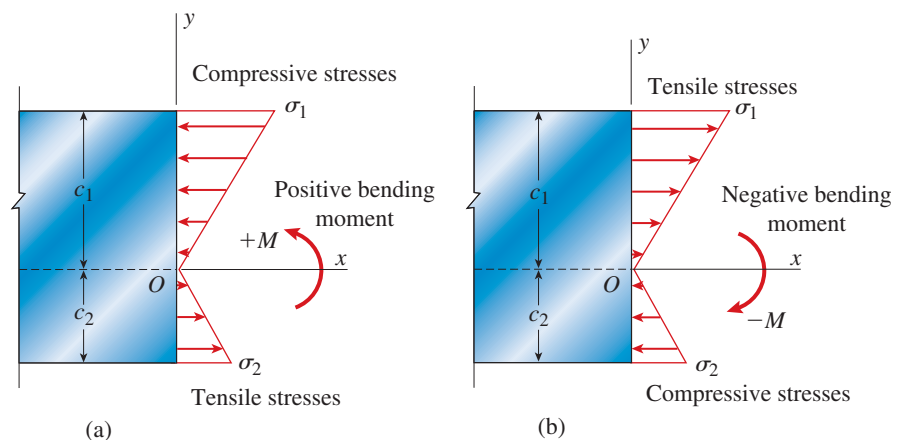 y
Compressive stresses
σ1
c1
Positive bending
moment
+M
x
O
c2
σ2
Tensile stresses
(a)
y
Tensile stresses
σ1
c1
Negative bending
moment
x
O
c2
−M
σ2
Compressive stresses
(b)